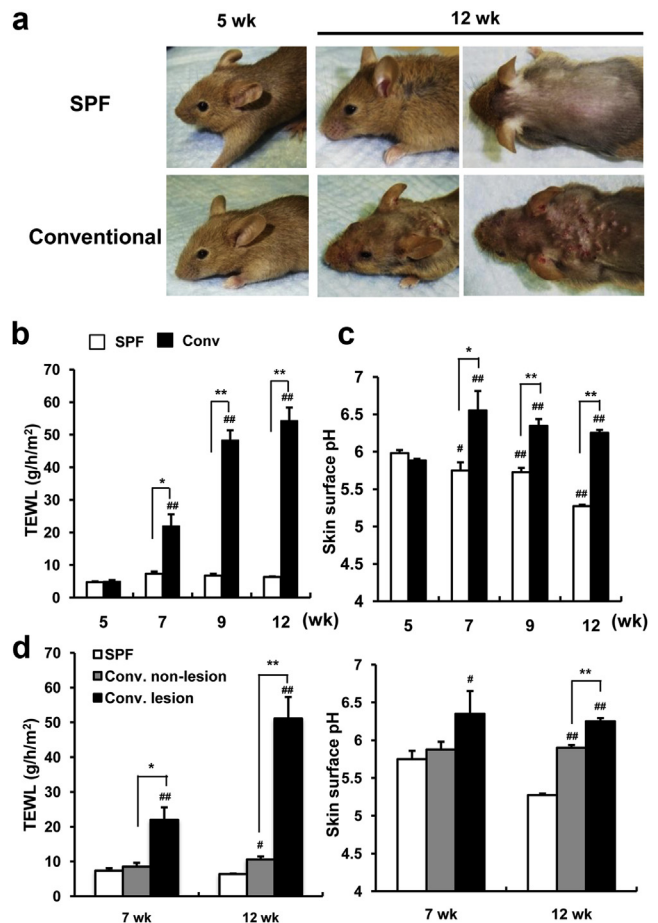 a
5 wk 12 wk
SPF
Conventional
b
SPF Conv
TEWL (g/h/m²)
70
60
50
40
30
20
10
0
*
##
**
##
**
##
5 7 9 12 (wk)
c
Skin surface pH
7
6.5
6
5.5
5
4.5
4
*
##
#
**
##
##
**
##
##
5 7 9 12 (wk)
d
SPF
Conv. non-lesion
Conv. lesion
TEWL (g/h/m²)
70
60
50
40
30
20
10
0
*
##
**
##
#
7 wk 12 wk
Skin surface pH
7
6.5
6
5.5
5
4.5
4
#
**
##
##
7 wk 12 wk